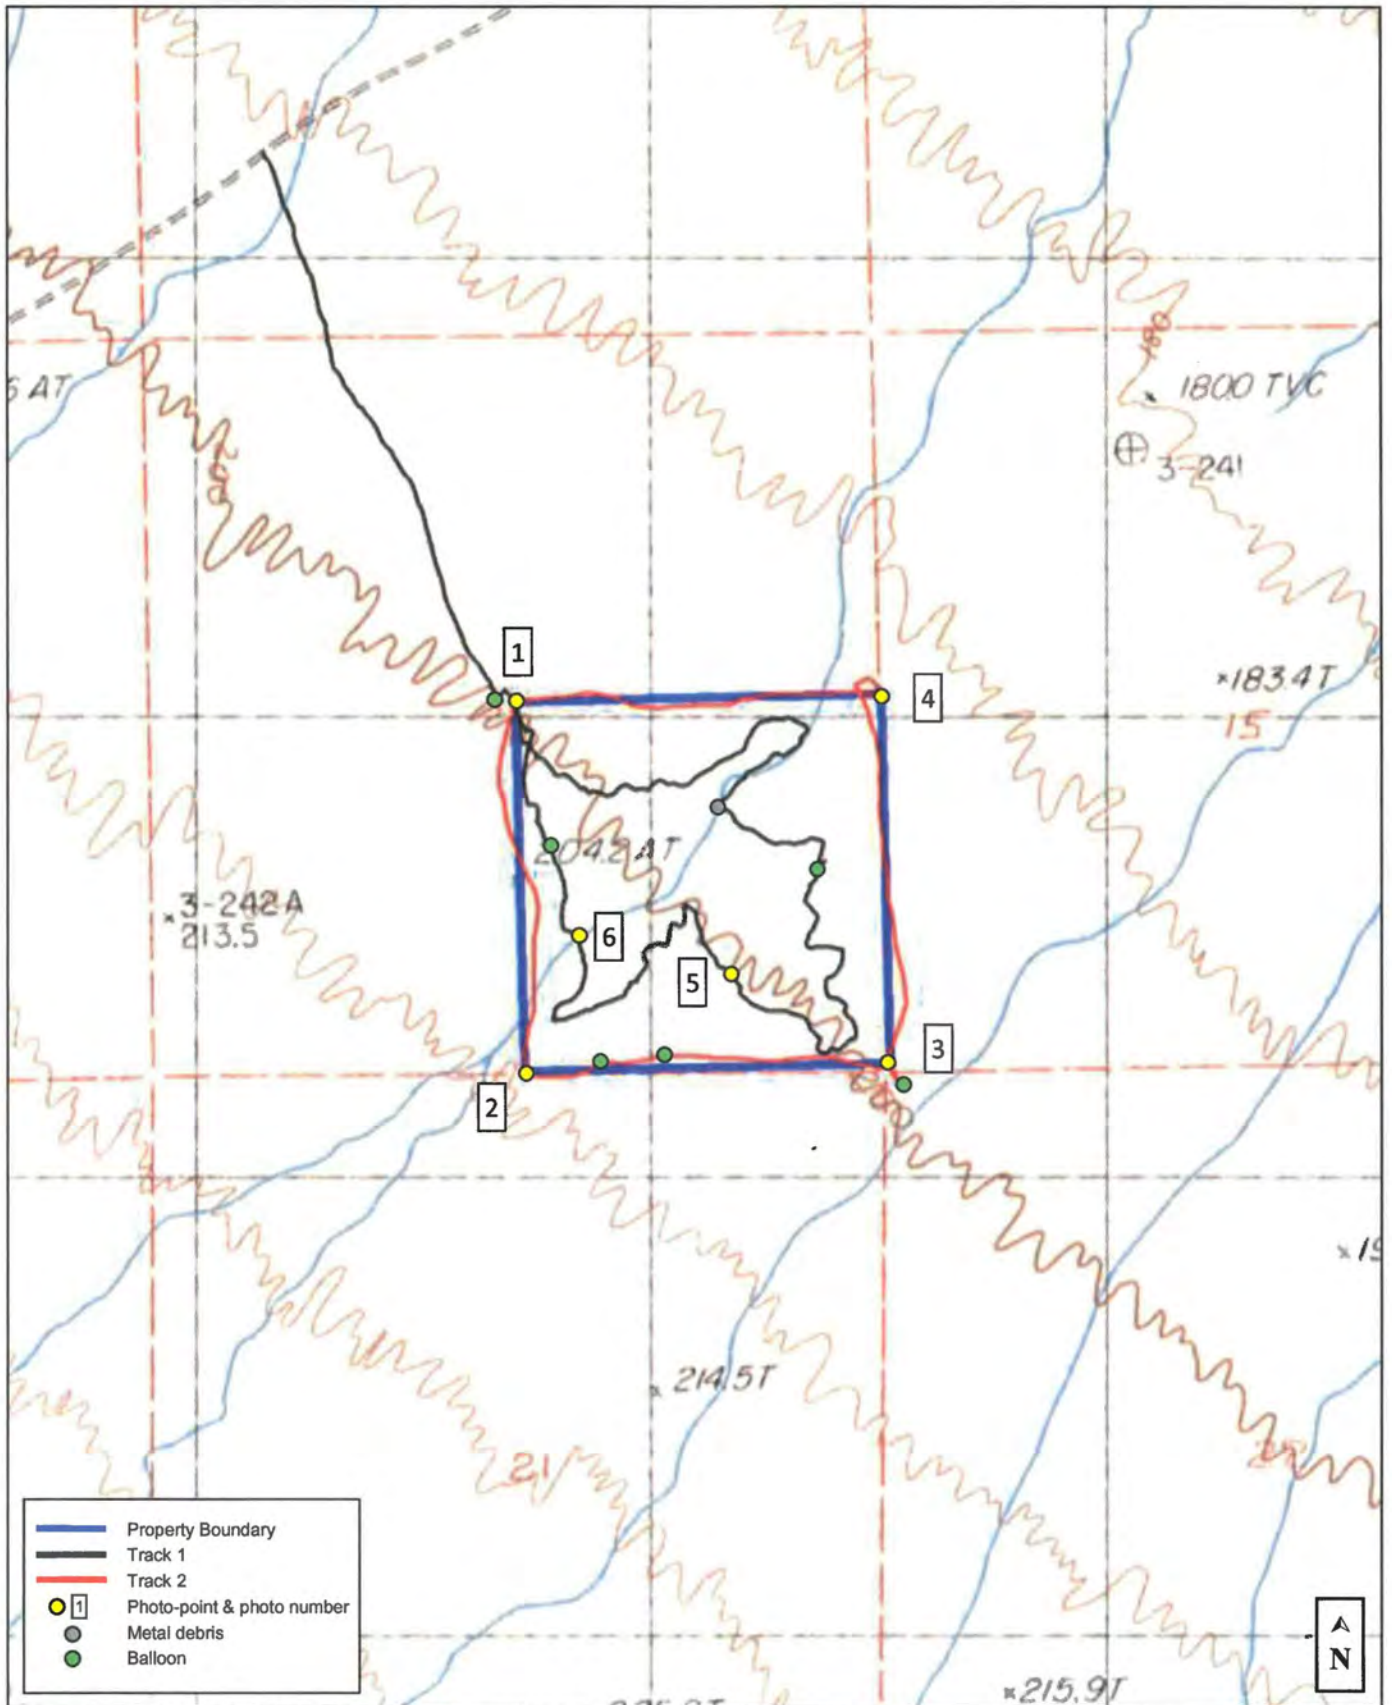 180
1800 TVC
3-241
1
4
183.4T
15
204.2 AT
3-242A
213.5
6
5
3
2
200
214.5T
21
Property Boundary
Track 1
Track 2
1 Photo-point & photo number
Metal debris
Balloon
N
215.9T